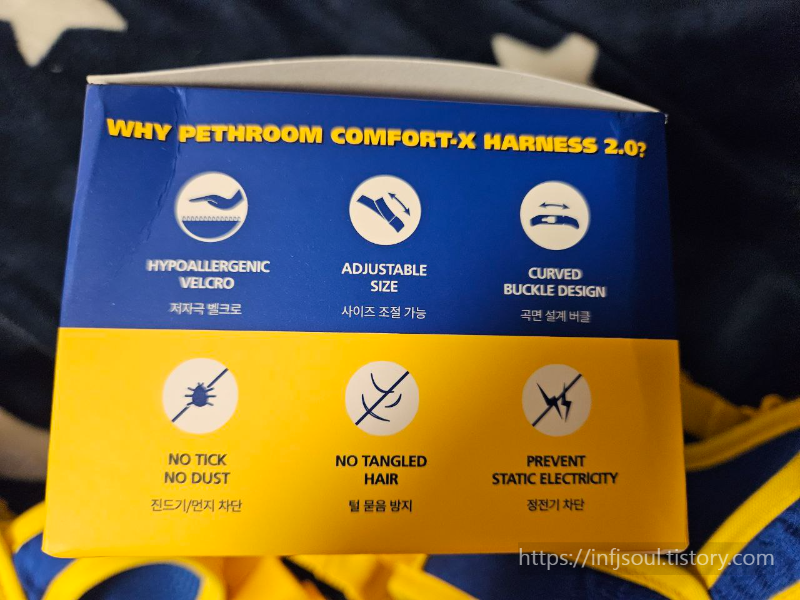 WHY PETHROOM COMFORT-X HARNESS 2.0?
HYPOALLERGENIC
VELCRO
저자극 벨크로
ADJUSTABLE
SIZE
사이즈 조절 가능
CURVED
BUCKLE DESIGN
곡면 설계 버클
NO TICK
NO DUST
진드기/먼지 차단
NO TANGLED
HAIR
털 묻음 방지
PREVENT
STATIC ELECTRICITY
정전기 차단
https://infjsoul.tistory.com